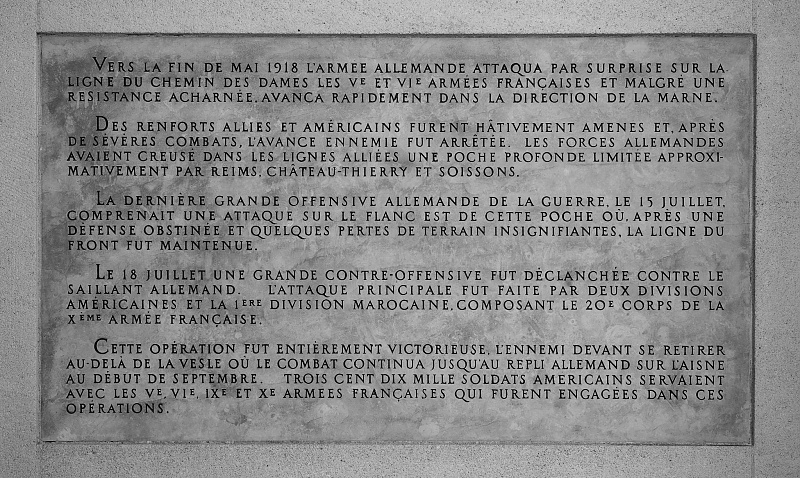 VERS LA FIN DE MAI 1918 L'ARMEE ALLEMANDE ATTAQUA PAR SURPRISE SUR LA
LIGNE DU CHEMIN DES DAMES LES VE ET VIE ARMÉES FRANÇAISES ET MALGRÉ UNE
RESISTANCE ACHARNÉE, AVANCA RAPIDEMENT DANS LA DIRECTION DE LA MARNE.
DES RENFORTS ALLIES ET AMÉRICAINS FURENT HÂTIVEMENT AMENES ET, APRÈS
DE SÉVÈRES COMBATS, L'AVANCE ENNEMIE FUT ARRÊTÉE. LES FORCES ALLEMANDES
AVAIENT CREUSÉ DANS LES LIGNES ALLIÉES UNE POCHE PROFONDE LIMITÉE APPROXI-
MATIVEMENT PAR REIMS, CHÂTEAU-THIERRY ET SOISSONS.
LA DERNIÈRE GRANDE OFFENSIVE ALLEMANDE DE LA GUERRE, LE 15 JUILLET,
COMPRENAIT UNE ATTAQUE SUR LE FLANC EST DE CETTE POCHE OÙ, APRÈS UNE
DÉFENSE OBSTINÉE ET QUELQUES PERTES DE TERRAIN INSIGNIFIANTES, LA LIGNE DU
FRONT FUT MAINTENUE.
LE 18 JUILLET UNE GRANDE CONTRE-OFFENSIVE FUT DÉCLANCHÉE CONTRE LE
SAILLANT ALLEMAND. L'ATTAQUE PRINCIPALE FUT FAITE PAR DEUX DIVISIONS
AMÉRICAINES ET LA 1ERE DIVISION MAROCAINE, COMPOSANT LE 20E CORPS DE LA
XÈME ARMÉE FRANÇAISE.
CETTE OPÉRATION FUT ENTIÈREMENT VICTORIEUSE, L'ENNEMI DEVANT SE RETIRER
AU-DELÀ DE LA VESLE OÙ LE COMBAT CONTINUA JUSQU'AU REPLI ALLEMAND SUR L'AISNE
AU DÉBUT DE SEPTEMBRE. TROIS CENT DIX MILLE SOLDATS AMERICAINS SERVAIENT
AVEC LES VE, VIE, IXE ET XE ARMEES FRANÇAISES QUI FURENT ENGAGÉES DANS CES
OPÉRATIONS.